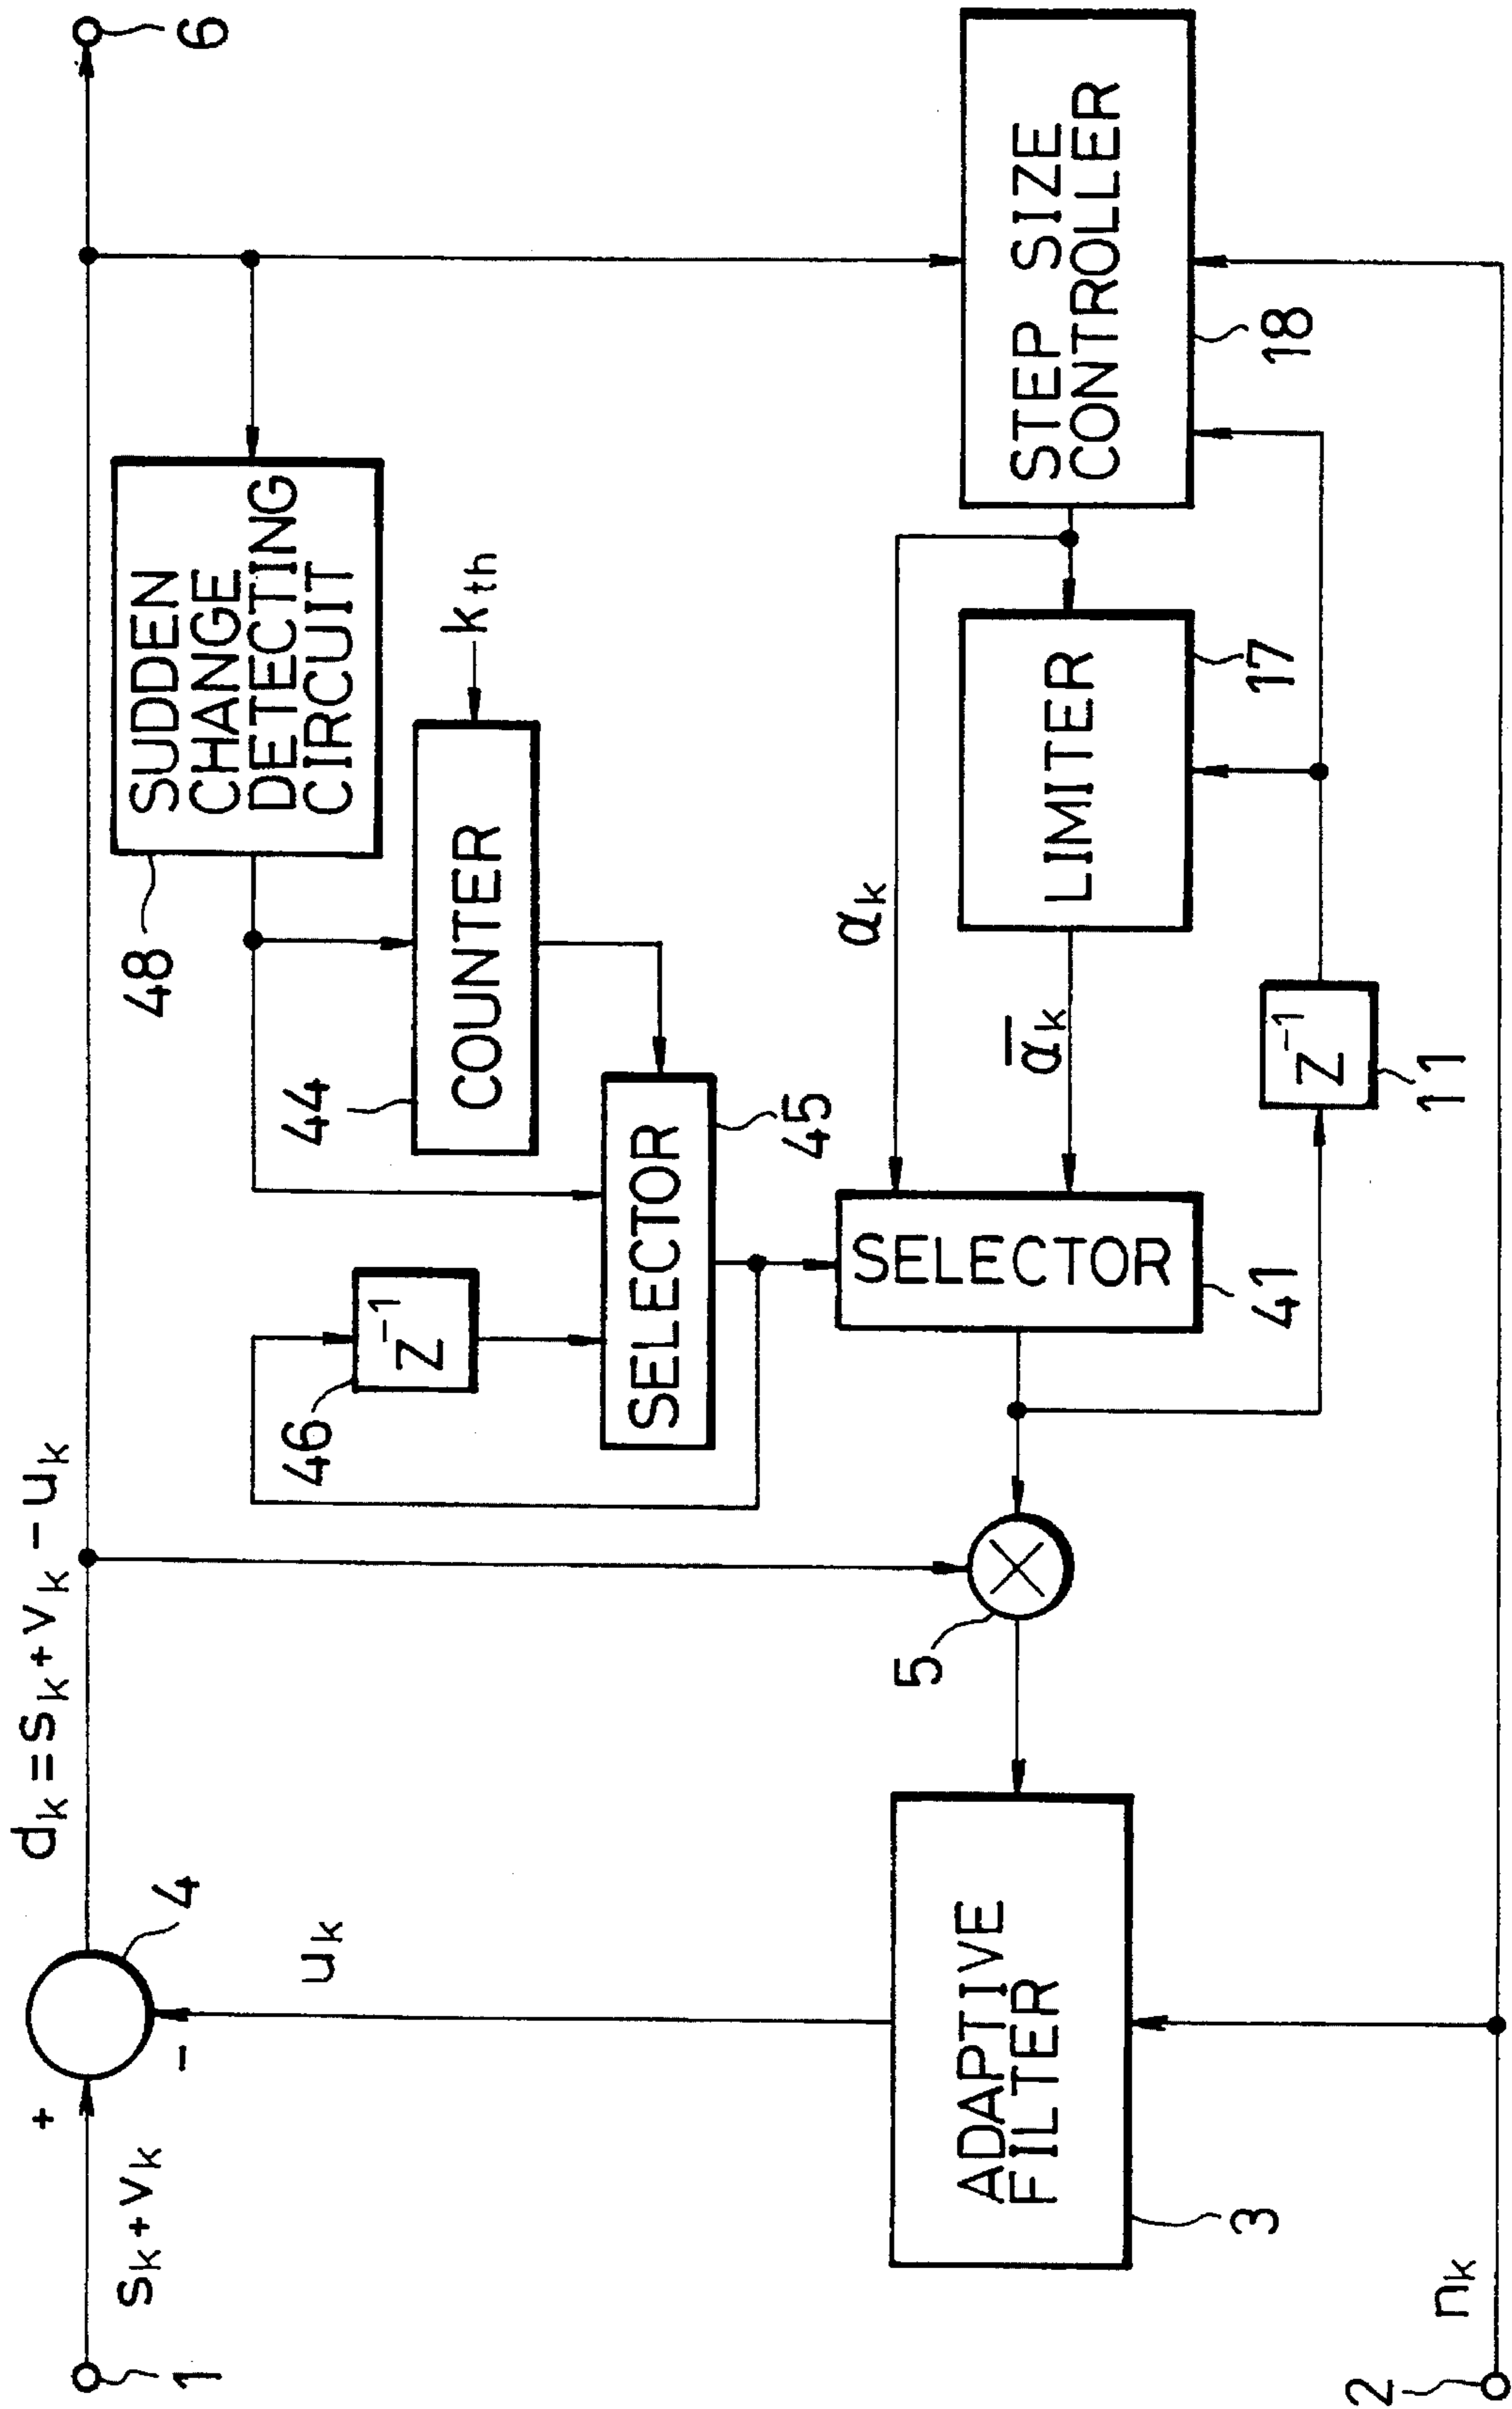 1
s_k+v_k
+
-
4
d_k=s_k+v_k-u_k
6
u_k
SUDDEN
CHANGE
DETECTING
CIRCUIT
48
k_th
COUNTER
44
Z^-1
46
SELECTOR
45
SELECTOR
41
α_k
ᾱ_k
5
ADAPTIVE
FILTER
3
LIMITER
17
STEP SIZE
CONTROLLER
18
Z^-1
11
n_k
2